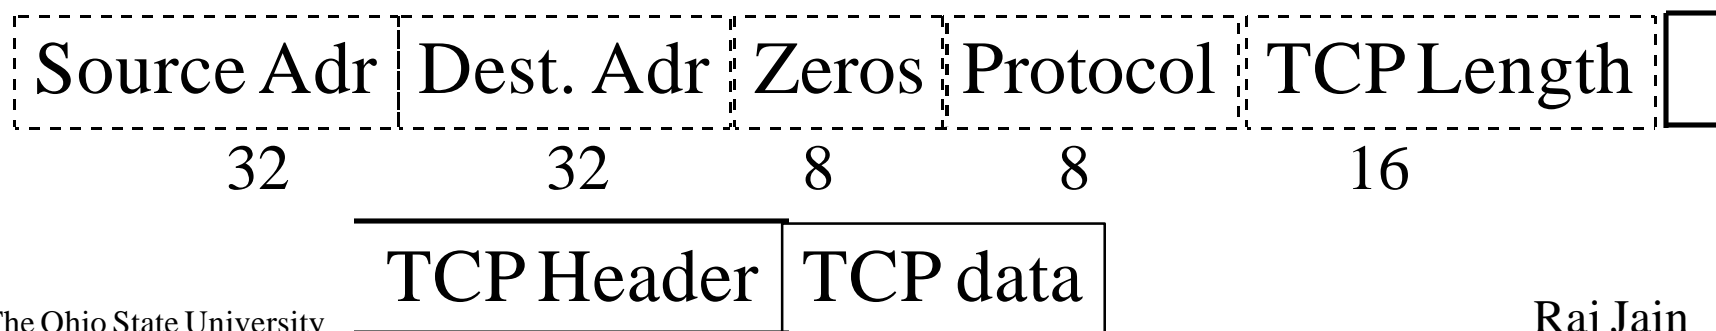 Source Adr Dest. Adr Zeros Protocol TCP Length
32 32 8 8 16
TCP Header TCP data
The Ohio State University Raj Jain